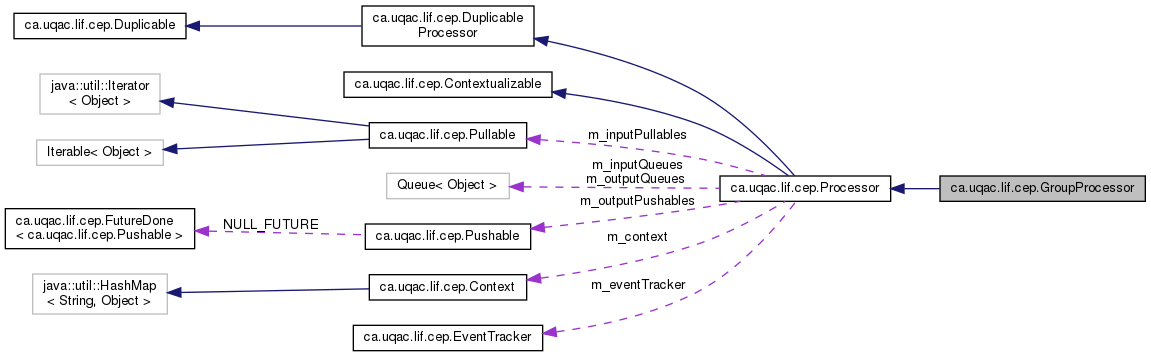 ca.uqac.lif.cep.Duplicable
ca.uqac.lif.cep.Duplicable
Processor
java::util::Iterator
< Object >
ca.uqac.lif.cep.Contextualizable
Iterable< Object >
ca.uqac.lif.cep.Pullable
m_inputPullables
Queue< Object >
m_inputQueues
m_outputQueues
ca.uqac.lif.cep.Processor
ca.uqac.lif.cep.GroupProcessor
m_outputPushables
ca.uqac.lif.cep.FutureDone
< ca.uqac.lif.cep.Pushable >
NULL_FUTURE
ca.uqac.lif.cep.Pushable
m_context
java::util::HashMap
< String, Object >
ca.uqac.lif.cep.Context
m_eventTracker
ca.uqac.lif.cep.EventTracker